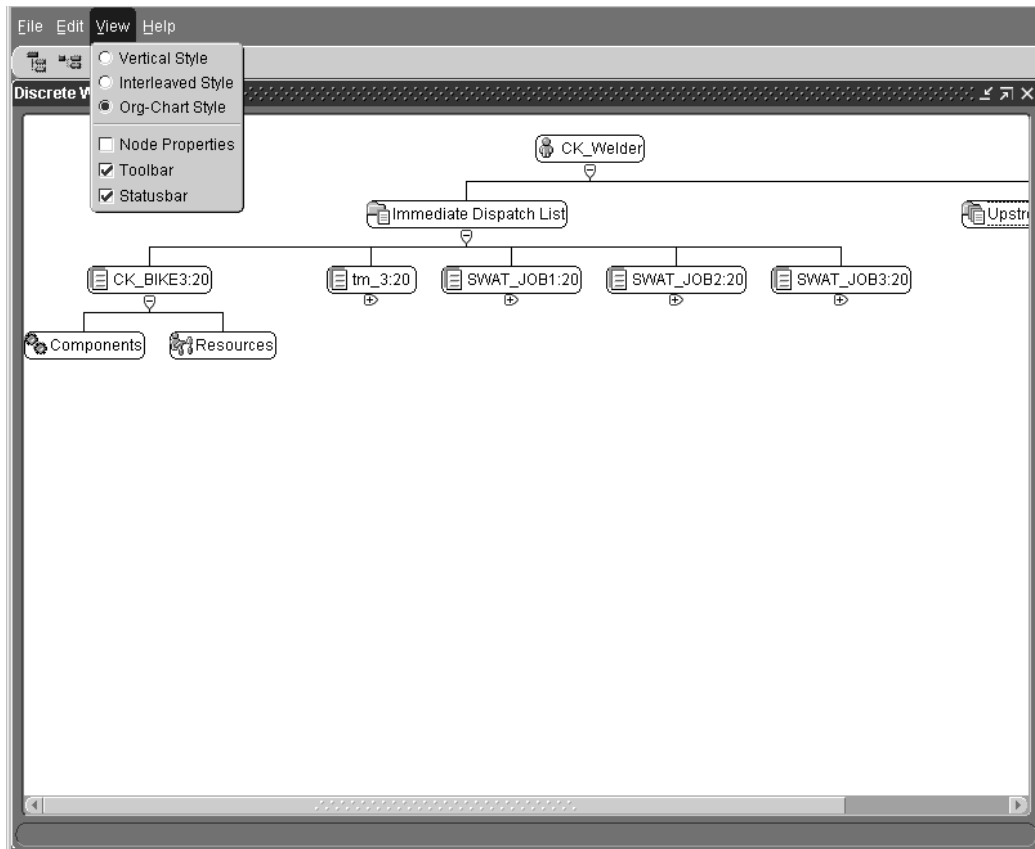 File Edit View Help
Vertical Style
Interleaved Style
Org-Chart Style
Node Properties
Toolbar
Statusbar
Discrete
CK_Welder
Immediate Dispatch List
CK_BIKE3:20
tm_3:20
SWAT_JOB1:20
SWAT_JOB2:20
SWAT_JOB3:20
Components
Resources